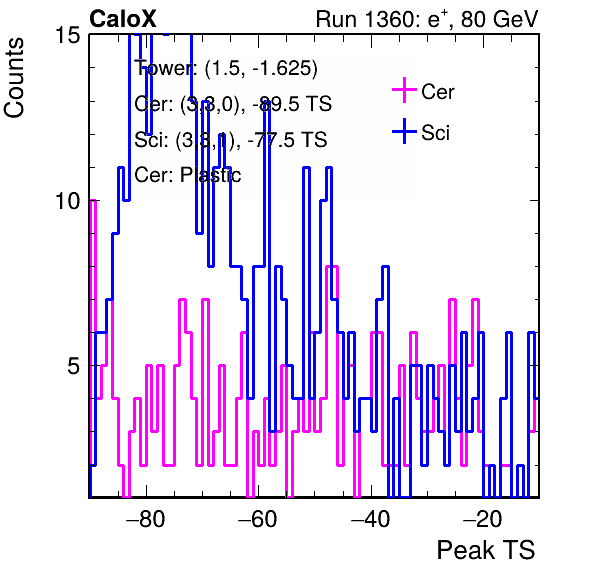 CaloX Run 1360: e⁺, 80 GeV
Counts
15
10
5
Tower: (1.5, -1.625)
Cer: (3,3,0), -89.5 TS
Sci: (3,3,1), -77.5 TS
Cer: Plastic
Cer
Sci
−80 −60 −40 −20
Peak TS